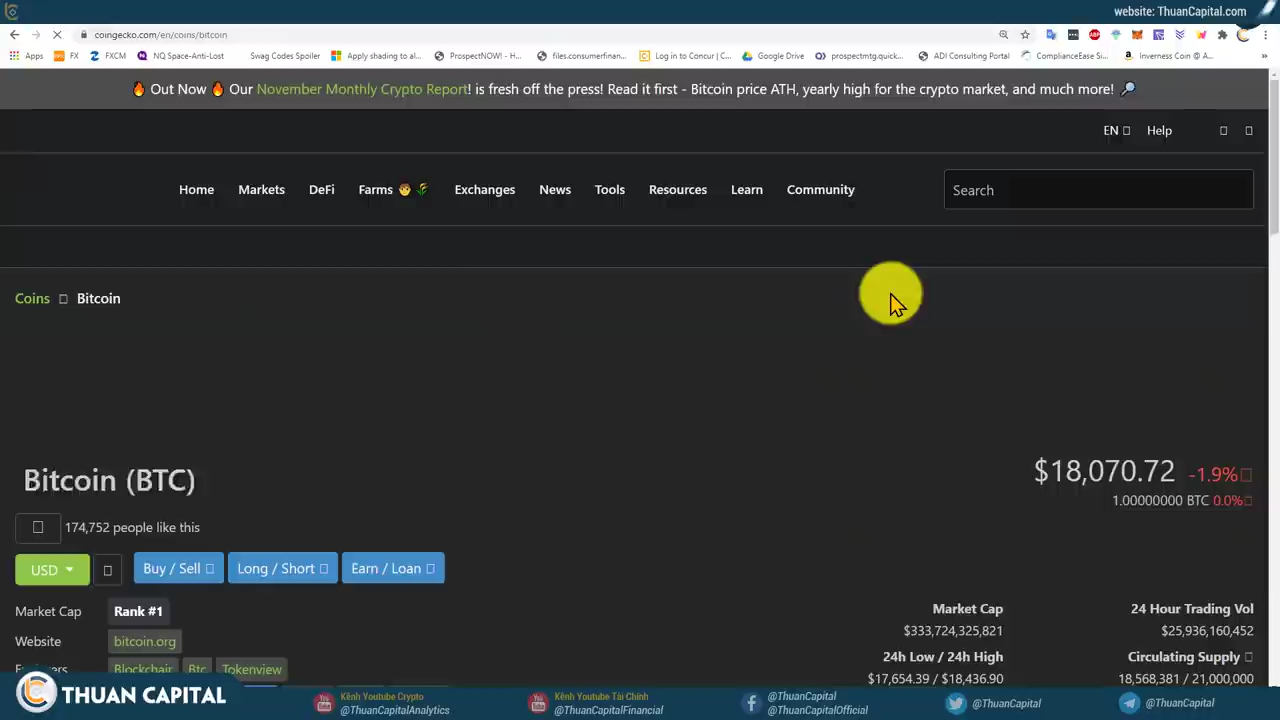 website: ThuanCapital.com
coingecko.com/en/coins/bitcoin
Apps FX FXCM NQ Space-Anti-Lost Swag Codes Spoiler Apply shading to al... ProspectNOW! - H... files.consumerfinan... Log in to Concur | C... Google Drive prospectmtg.quick... ADI Consulting Portal ComplianceEase Si... Inverness Coin @ A...
Out Now Our November Monthly Crypto Report! is fresh off the press! Read it first - Bitcoin price ATH, yearly high for the crypto market, and much more!
EN Help
Home Markets DeFi Farms Exchanges News Tools Resources Learn Community Search
Coins Bitcoin
Bitcoin (BTC) $18,070.72 -1.9%
1.00000000 BTC 0.0%
174,752 people like this
USD Buy / Sell Long / Short Earn / Loan
Market Cap Rank #1 Market Cap 24 Hour Trading Vol
$333,724,325,821 $25,936,160,452
Website bitcoin.org
24h Low / 24h High Circulating Supply
Blockchair Btc Tokenview
$17,654.39 / $18,436.90 18,568,381 / 21,000,000
THUAN CAPITAL
Kênh Youtube Crypto
@ThuanCapitalAnalytics
Kênh Youtube Tài Chính
@ThuanCapitalFinancial
@ThuanCapital
@ThuanCapitalOfficial
@ThuanCapital
@ThuanCapital